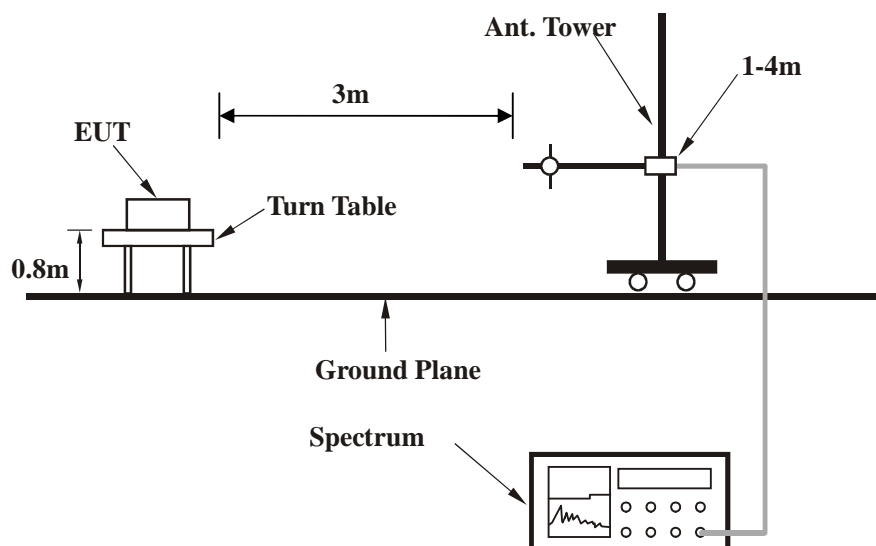 Ant. Tower
1-4m
3m
EUT
Turn Table
0.8m
Ground Plane
Spectrum